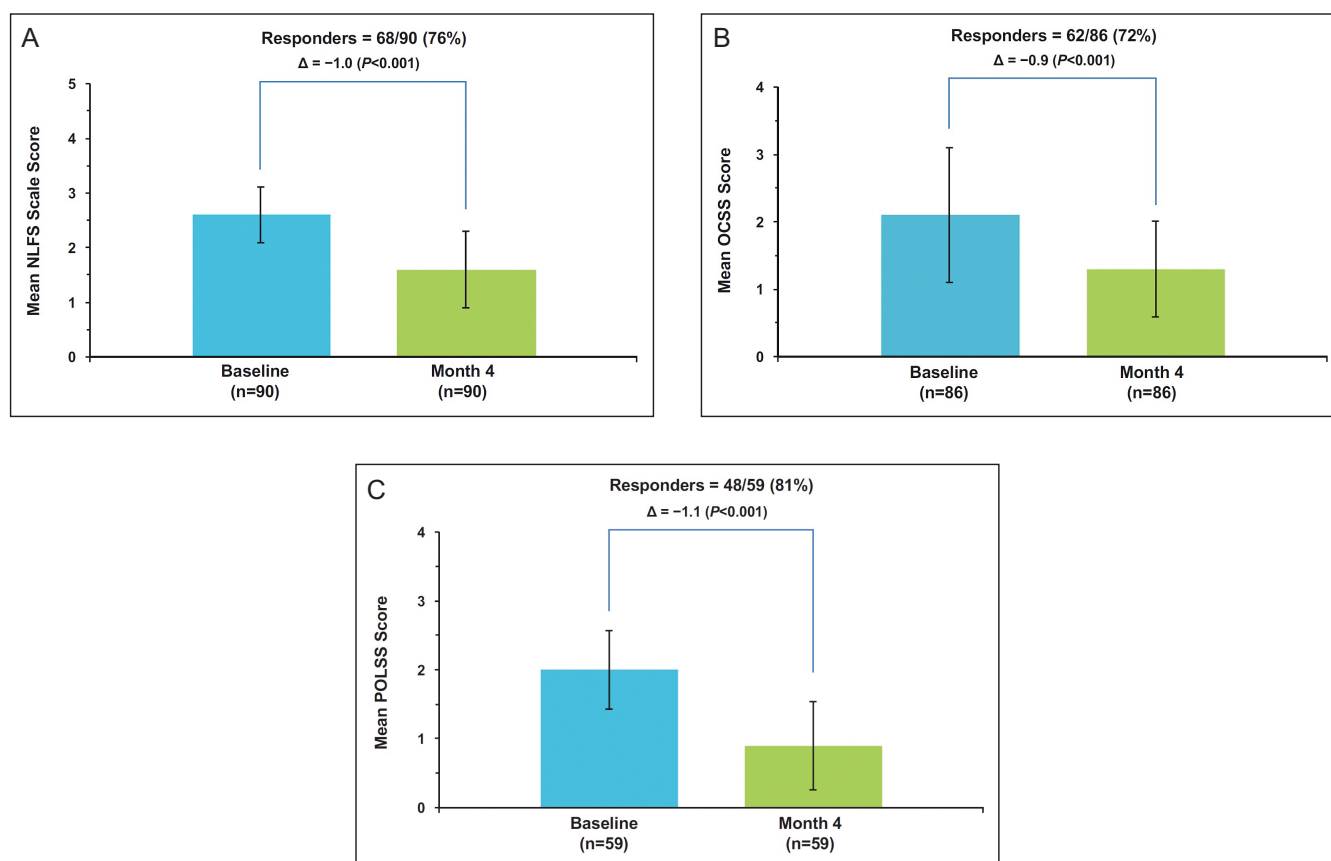 A
Responders = 68/90 (76%)
Δ = −1.0 (P<0.001)
Mean NLFS Scale Score
5
4
3
2
1
0
Baseline
(n=90)
Month 4
(n=90)
B
Responders = 62/86 (72%)
Δ = −0.9 (P<0.001)
Mean OCSS Score
4
3
2
1
0
Baseline
(n=86)
Month 4
(n=86)
C
Responders = 48/59 (81%)
Δ = −1.1 (P<0.001)
Mean POLSS Score
4
3
2
1
0
Baseline
(n=59)
Month 4
(n=59)